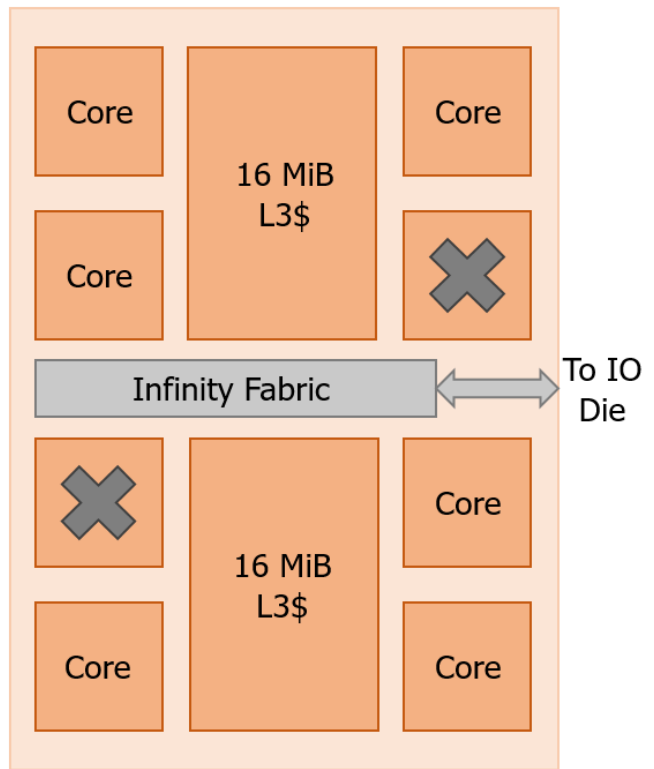 Core
16 MiB
L3$
Core
Core
Infinity Fabric
To IO
Die
16 MiB
L3$
Core
Core
Core